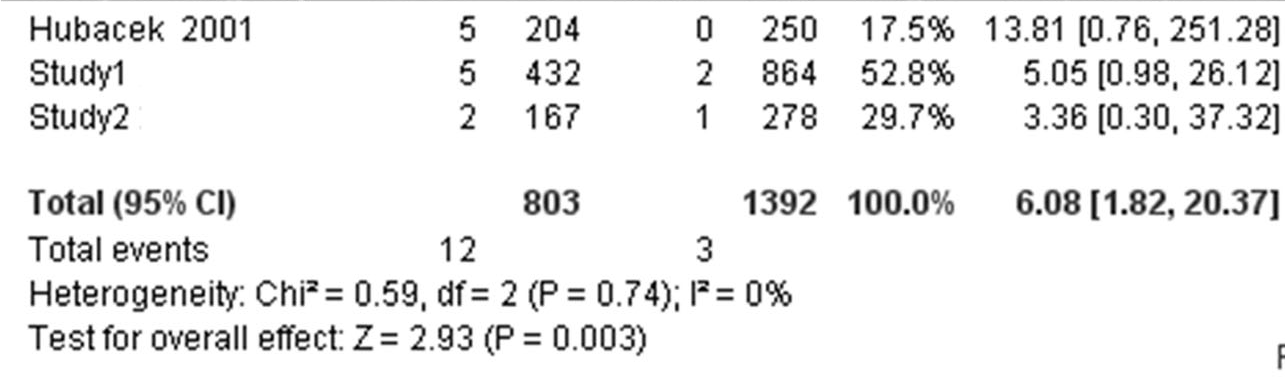 Hubacek 2001 5 204 0 250 17.5% 13.81 [0.76, 251.28]
Study1 5 432 2 864 52.8% 5.05 [0.98, 26.12]
Study2 2 167 1 278 29.7% 3.36 [0.30, 37.32]
Total (95% CI) 803 1392 100.0% 6.08 [1.82, 20.37]
Total events 12 3
Heterogeneity: Chi² = 0.59, df = 2 (P = 0.74); I² = 0%
Test for overall effect: Z = 2.93 (P = 0.003)